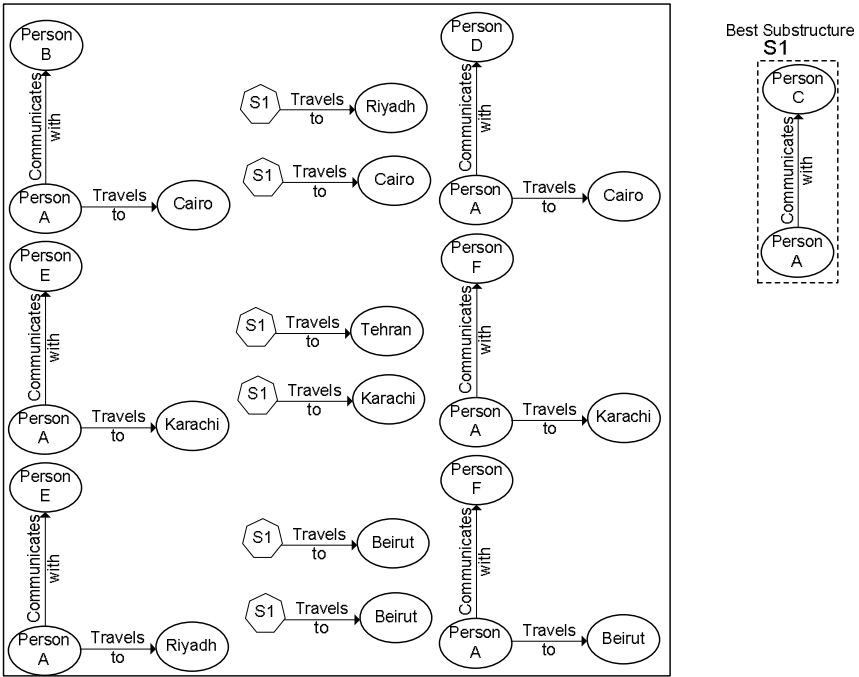 Person
B
Communicates
with
Person
A
Travels
to
Cairo
S1
Travels
to
Riyadh
S1
Travels
to
Cairo
Person
D
Communicates
with
Person
A
Travels
to
Cairo
Person
E
Communicates
with
Person
A
Travels
to
Karachi
S1
Travels
to
Tehran
S1
Travels
to
Karachi
Person
F
Communicates
with
Person
A
Travels
to
Karachi
Person
E
Communicates
with
Person
A
Travels
to
Riyadh
S1
Travels
to
Beirut
S1
Travels
to
Beirut
Person
F
Communicates
with
Person
A
Travels
to
Beirut
Best Substructure
S1
Person
C
Communicates
with
Person
A